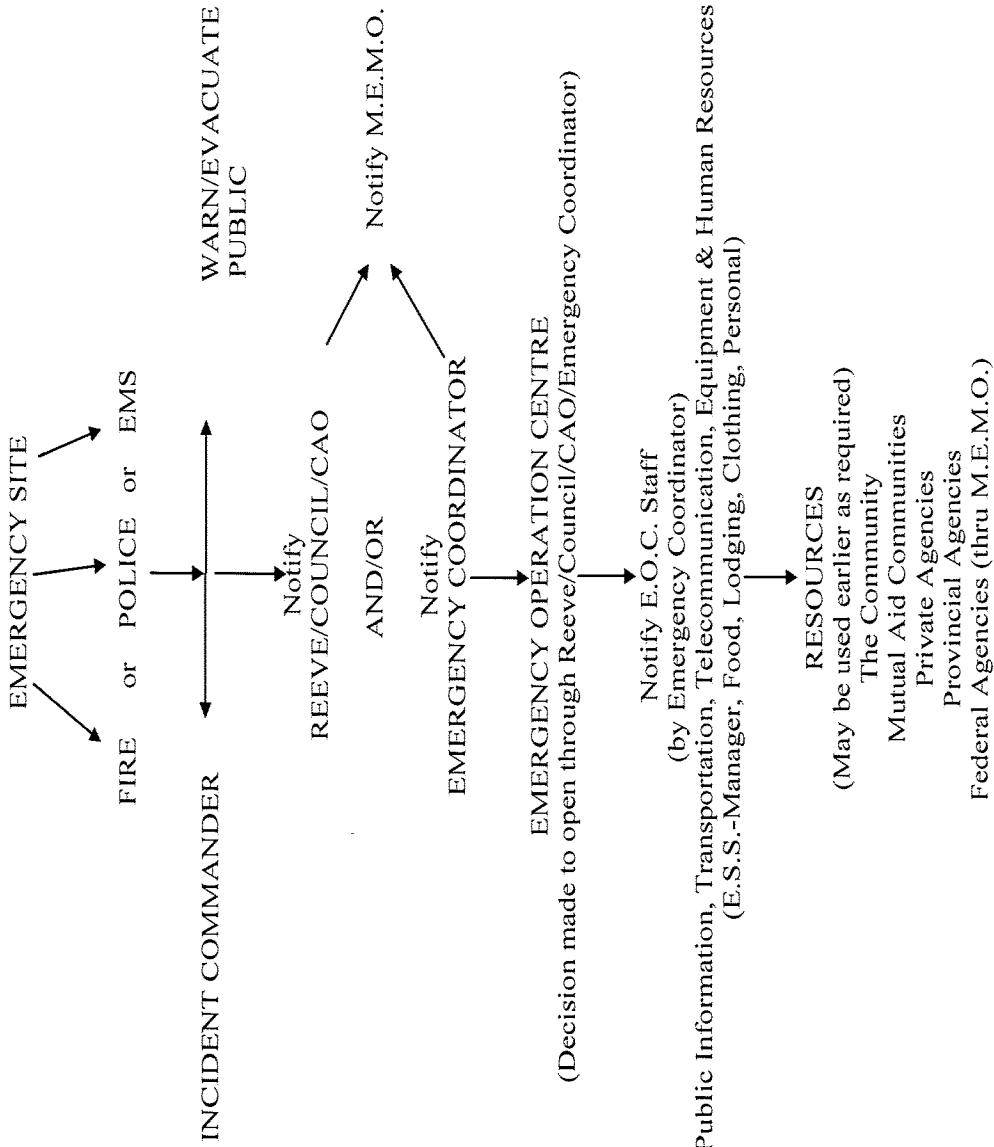 EMERGENCY SITE
FIRE or POLICE or EMS
INCIDENT COMMANDER
WARN/EVACUATE
PUBLIC
Notify
REEVE/COUNCIL/CAO
AND/OR
Notify M.E.M.O.
Notify
EMERGENCY COORDINATOR
EMERGENCY OPERATION CENTRE
(Decision made to open through Reeve/Council/CAO/Emergency Coordinator)
Notify E.O.C. Staff
(by Emergency Coordinator)
Public Information, Transportation, Telecommunication, Equipment & Human Resources
(E.S.S.-Manager, Food, Lodging, Clothing, Personal)
RESOURCES
(May be used earlier as required)
The Community
Mutual Aid Communities
Private Agencies
Provincial Agencies
Federal Agencies (thru M.E.M.O.)